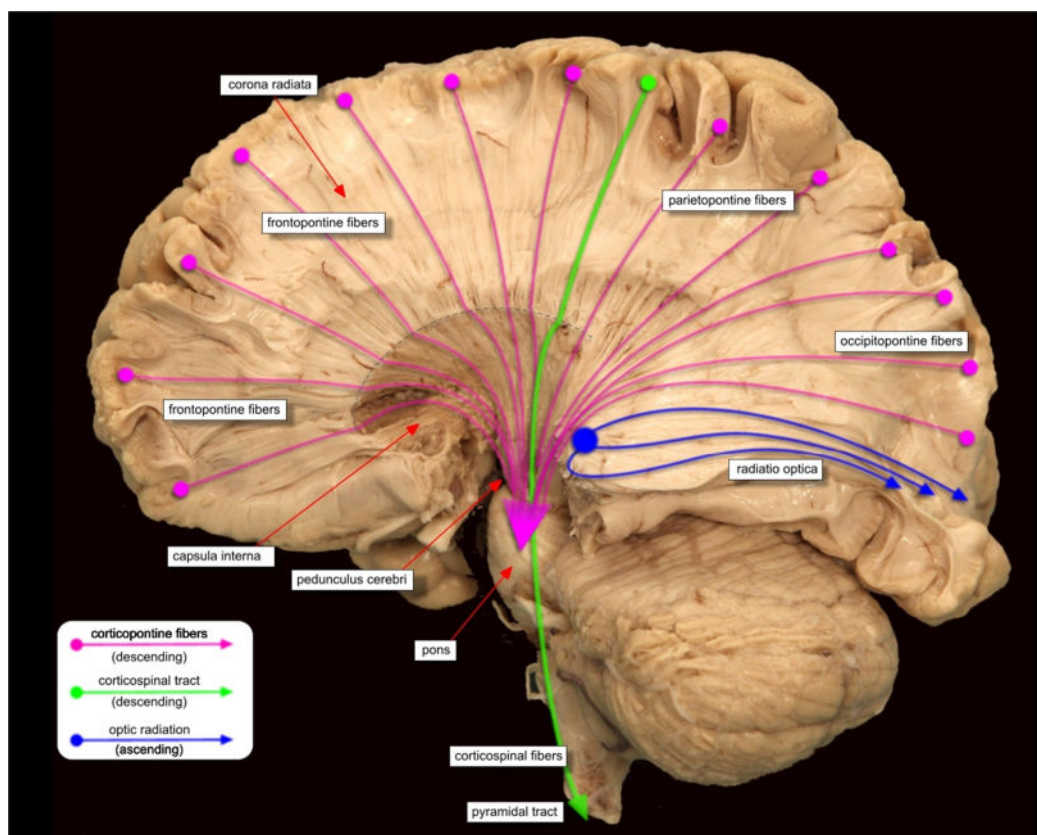 corona radiata
frontopontine fibers
parietopontine fibers
occipitopontine fibers
frontopontine fibers
radiatio optica
capsula interna
pedunculus cerebri
pons
corticopontine fibers
(descending)
corticospinal tract
(descending)
optic radiation
(ascending)
corticospinal fibers
pyramidal tract